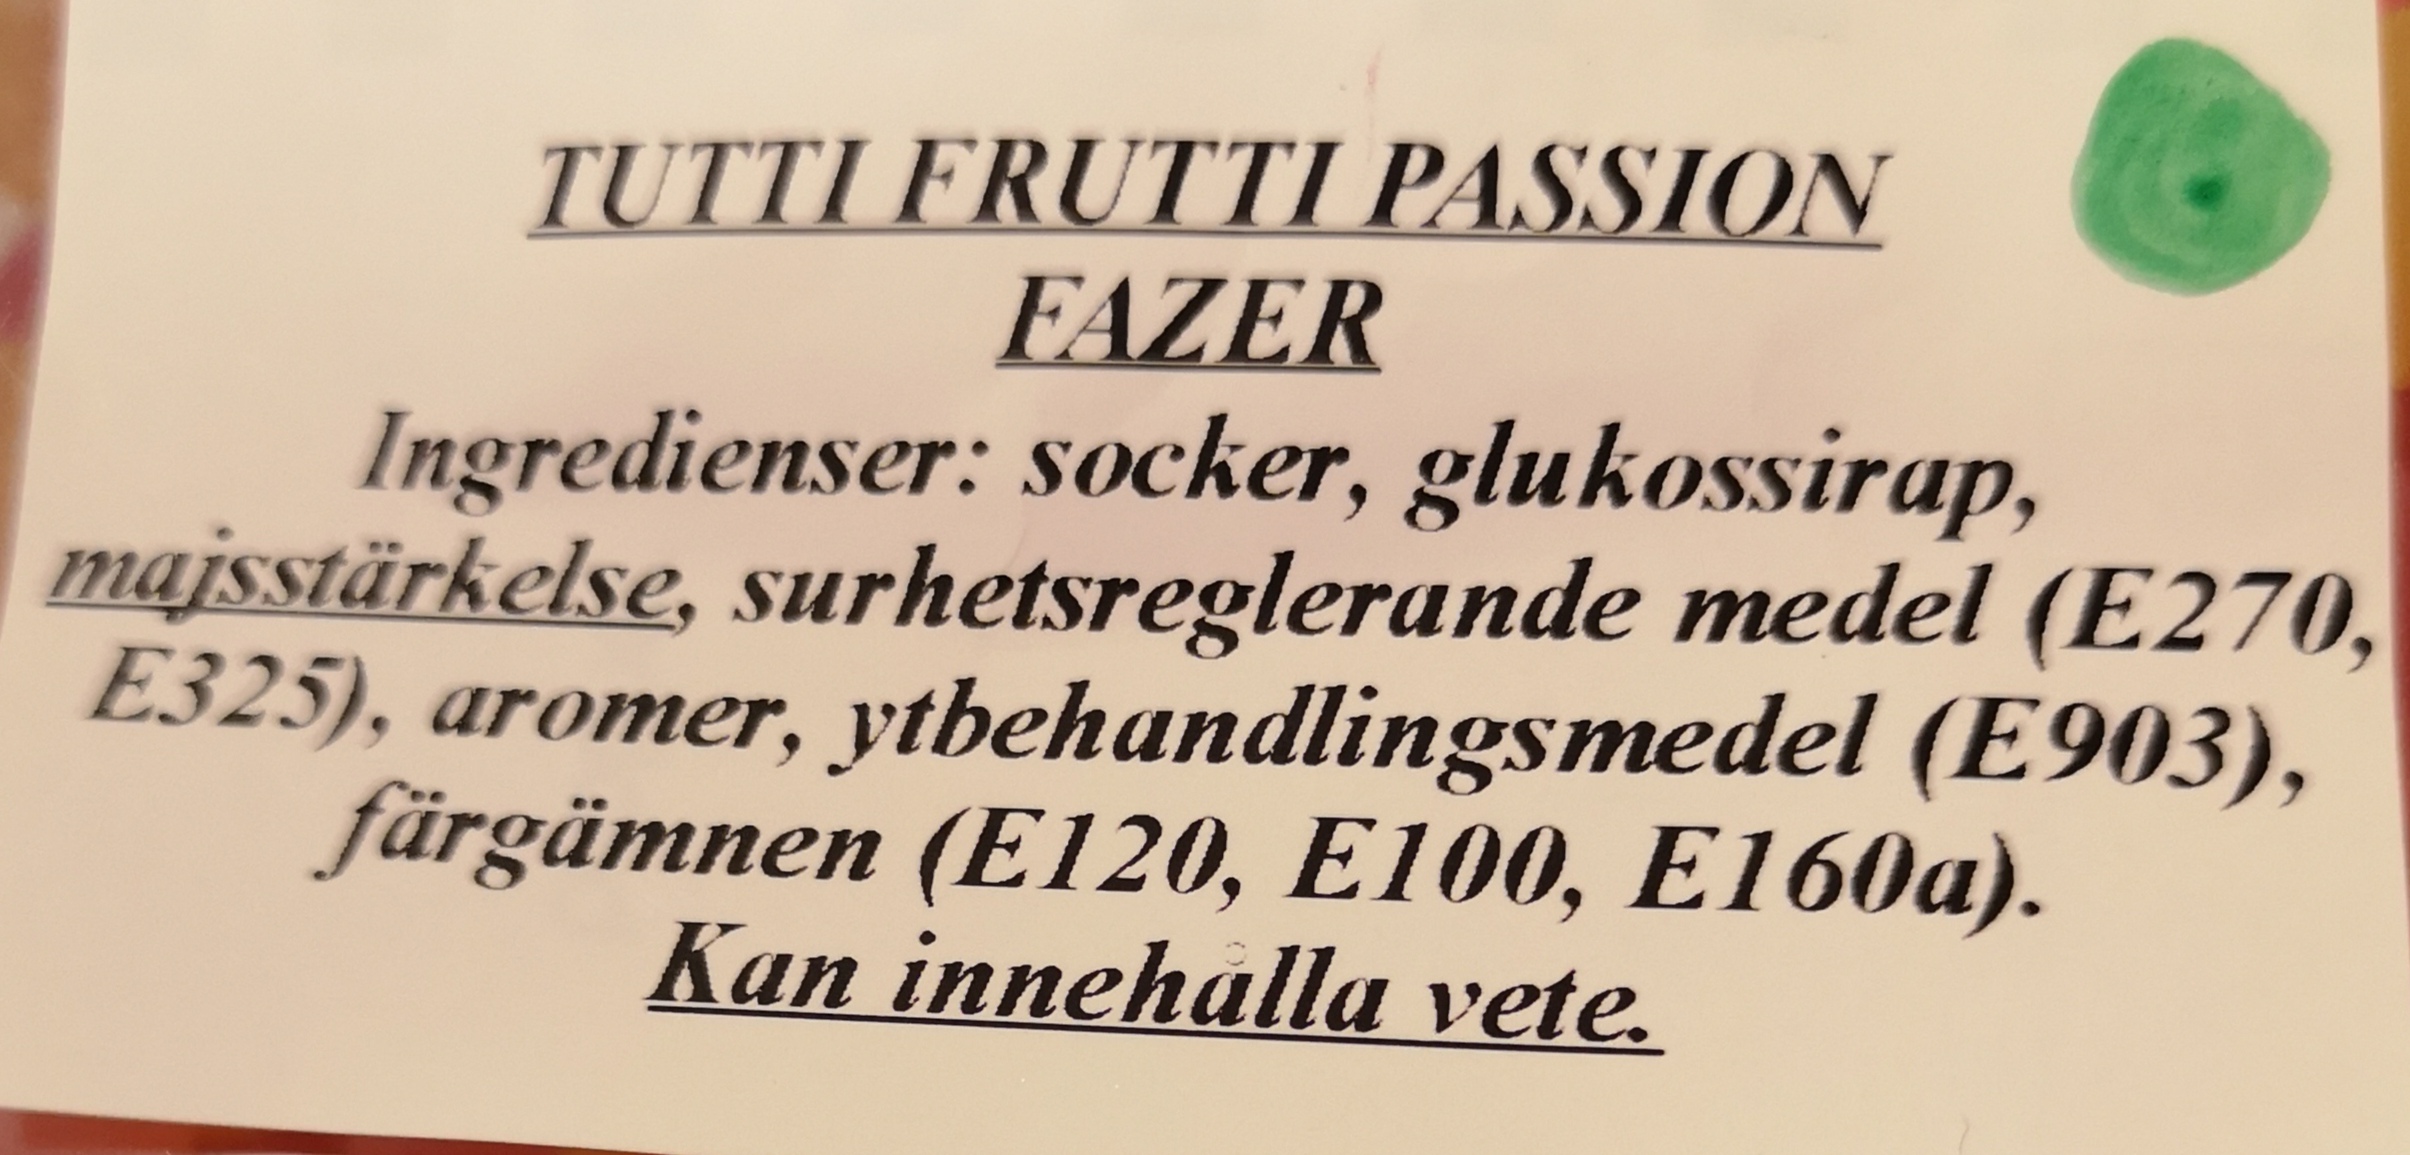 TUTTI FRUTTI PASSION
FAZER
Ingredienser: socker, glukossirap,
majsstärkelse, surhetsreglerande medel (E270,
E325), aromer, ytbehandlingsmedel (E903),
färgämnen (E120, E100, E160a).
Kan innehålla vete.